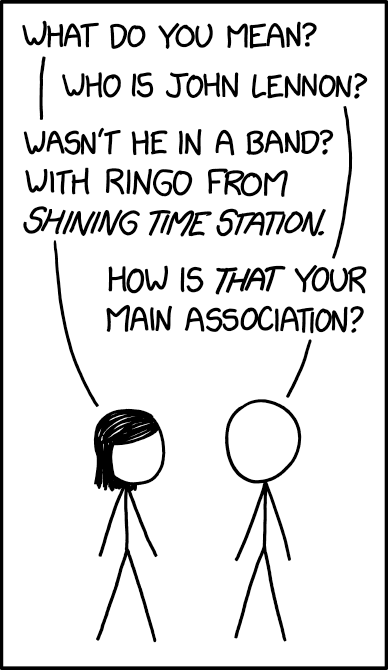 WHAT DO YOU MEAN?
WHO IS JOHN LENNON?
WASN'T HE IN A BAND?
WITH RINGO FROM
SHINING TIME STATION.
HOW IS THAT YOUR
MAIN ASSOCIATION?